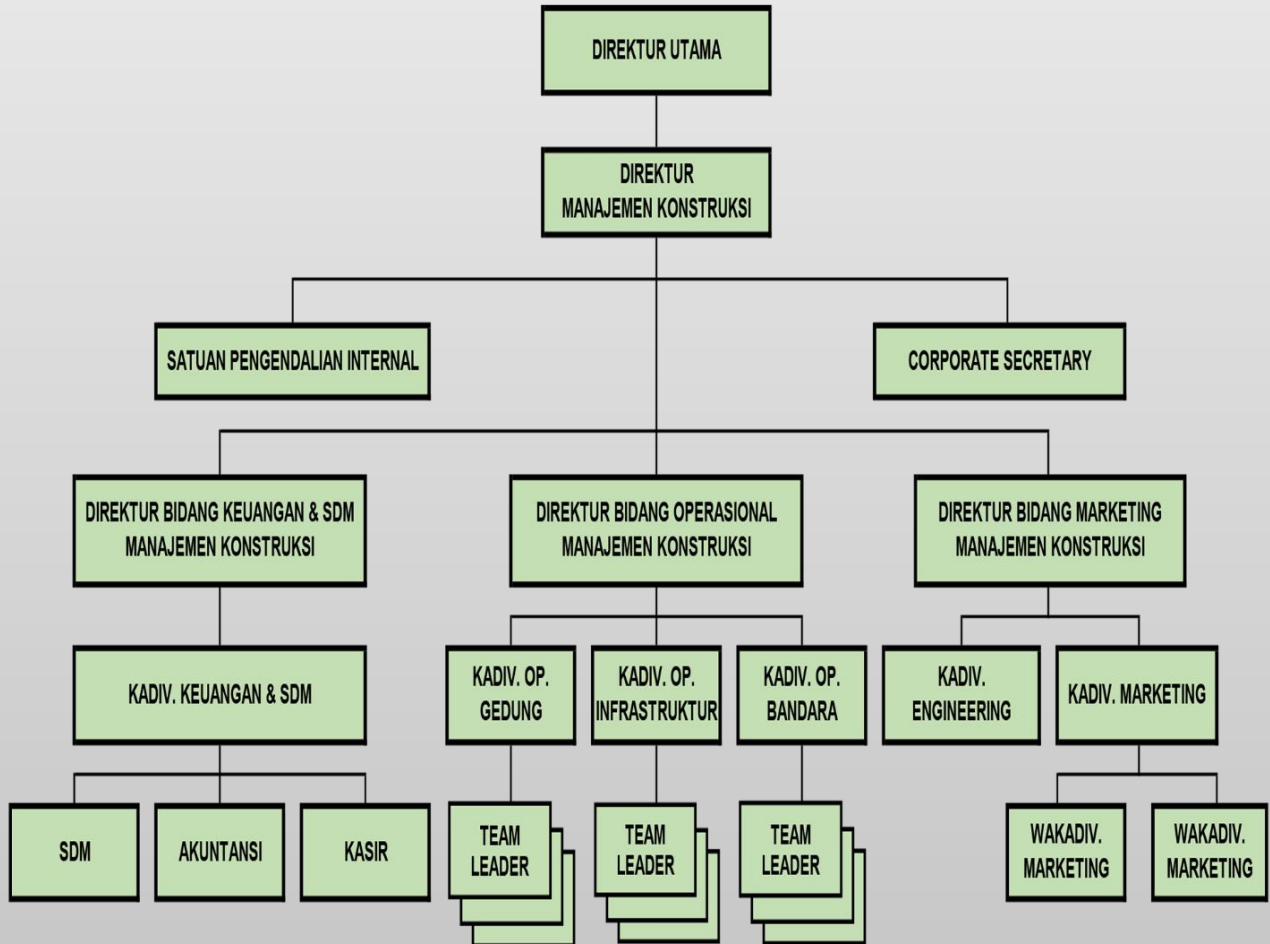 DIREKTUR UTAMA
DIREKTUR
MANAJEMEN KONSTRUKSI
SATUAN PENGENDALIAN INTERNAL
CORPORATE SECRETARY
DIREKTUR BIDANG KEUANGAN & SDM
MANAJEMEN KONSTRUKSI
DIREKTUR BIDANG OPERASIONAL
MANAJEMEN KONSTRUKSI
DIREKTUR BIDANG MARKETING
MANAJEMEN KONSTRUKSI
KADIV. KEUANGAN & SDM
KADIV. OP.
GEDUNG
KADIV. OP.
INFRASTRUKTUR
KADIV. OP.
BANDARA
KADIV.
ENGINEERING
KADIV. MARKETING
SDM
AKUNTANSI
KASIR
TEAM
LEADER
TEAM
LEADER
TEAM
LEADER
WAKADIV.
MARKETING
WAKADIV.
MARKETING